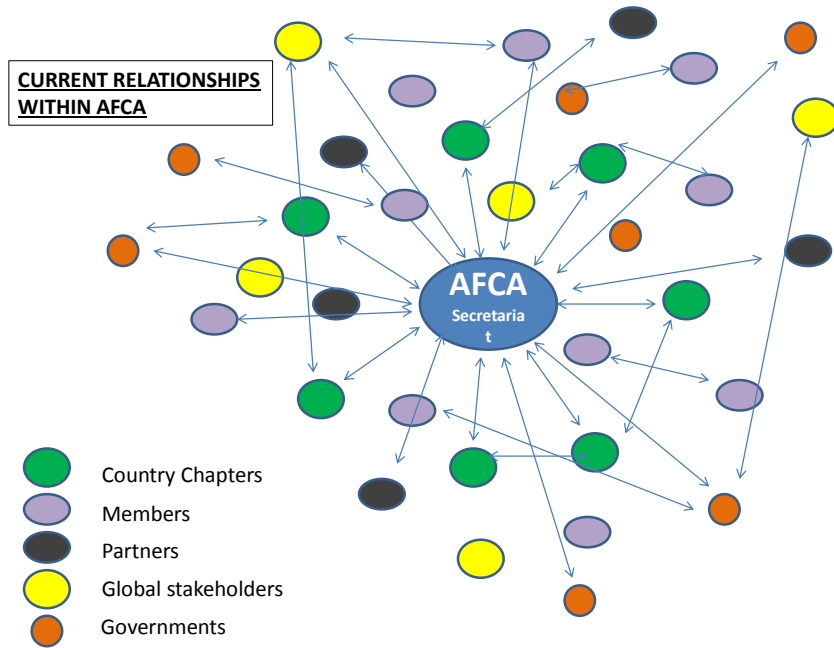 CURRENT RELATIONSHIPS
WITHIN AFCA
AFCA
Secretaria
t
Country Chapters
Members
Partners
Global stakeholders
Governments